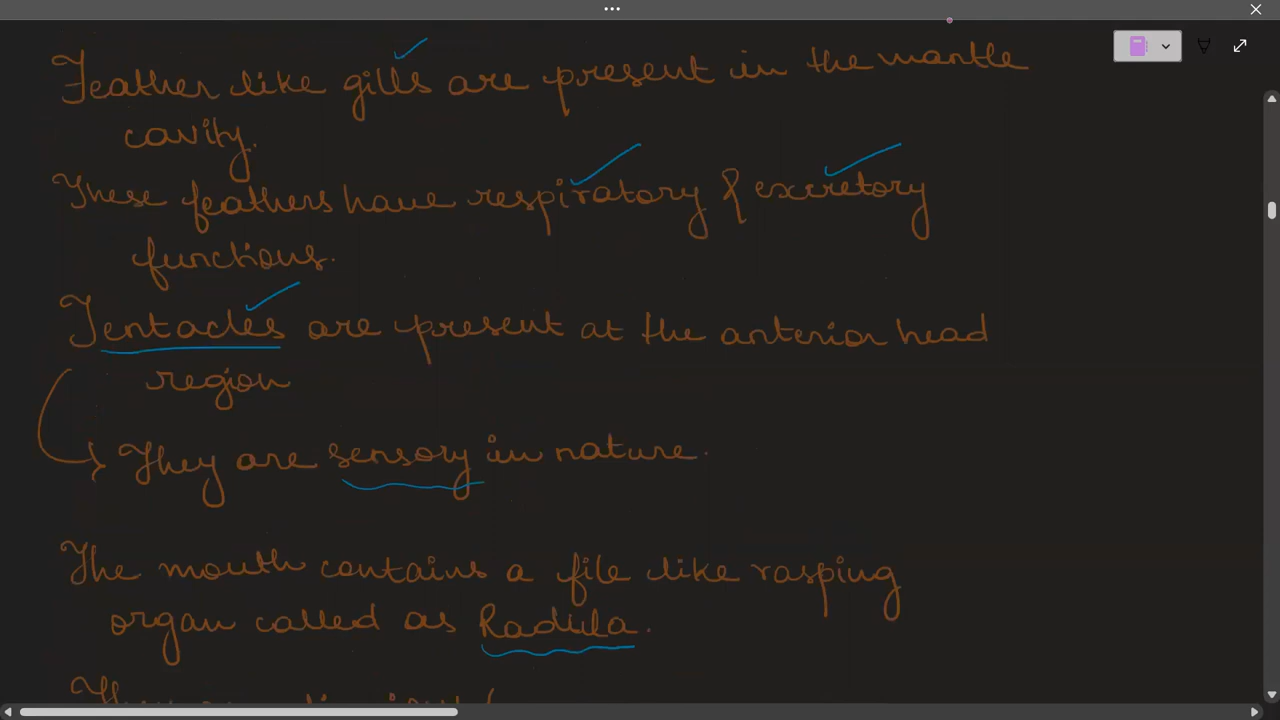 Feather like gills are present in the mantle
cavity.
These feathers have respiratory & excretory
functions.
Tentacles are present at the anterior head
region
They are sensory in nature.
The mouth contains a file like rasping
organ called as Radula.
They are